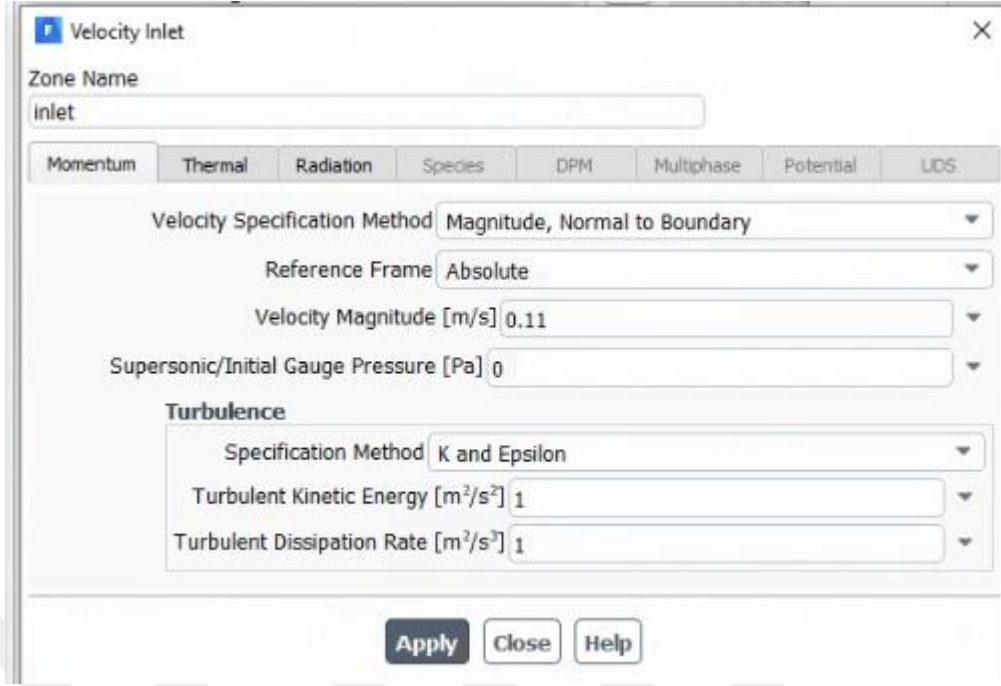 Velocity Inlet
Zone Name
inlet
Momentum Thermal Radiation Species DPM Multiphase Potential UDS
Velocity Specification Method Magnitude, Normal to Boundary
Reference Frame Absolute
Velocity Magnitude [m/s] 0.11
Supersonic/Initial Gauge Pressure [Pa] 0
Turbulence
Specification Method K and Epsilon
Turbulent Kinetic Energy [m²/s²] 1
Turbulent Dissipation Rate [m²/s³] 1
Apply Close Help